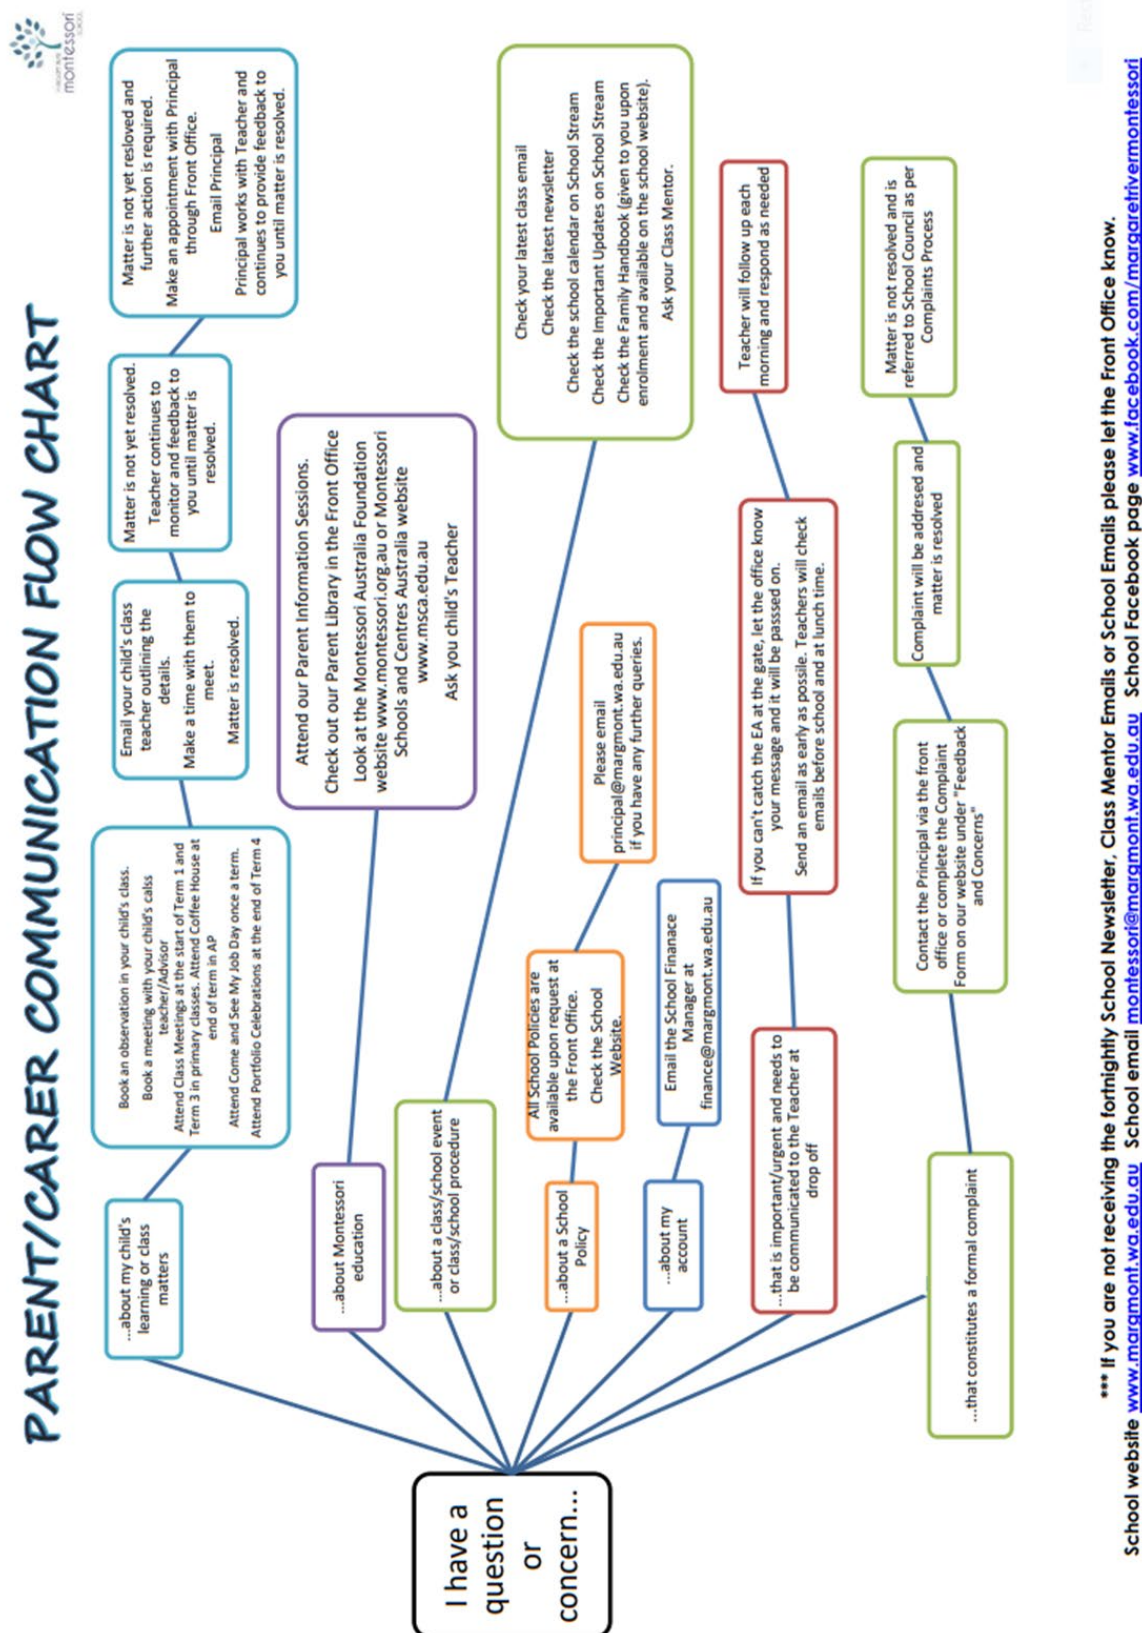 PARENT/CARER COMMUNICATION FLOW CHART
montessori
SCHOOL
I have a
question
or
concern...
...about my child's
learning or class
matters
Book an observation in your child's class.
Book a meeting with your child's calss
teacher/Advisor
Attend Class Meetings at the start of Term 1 and
Term 3 in primary classes. Attend Coffee House at
end of term in AP
Attend Come and See My Job Day once a term.
Attend Portfolio Celebrations at the end of Term 4
Email your child's class
teacher outlining the
details.
Make a time with them to
meet.
Matter is resolved.
Matter is not yet resolved.
Teacher continues to
monitor and feedback to
you until matter is
resolved.
Matter is not yet resloved and
further action is required.
Make an appointment with Principal
through Front Office.
Email Principal
Principal works with Teacher and
continues to provide feedback to
you until matter is resolved.
...about Montessori
education
Attend our Parent Information Sessions.
Check out our Parent Library in the Front Office
Look at the Montessori Australia Foundation
website www.montessori.org.au or Montessori
Schools and Centres Australia website
www.msca.edu.au
Ask you child's Teacher
...about a class/school event
or class/school procedure
Check your latest class email
Check the latest newsletter
Check the school calendar on School Stream
Check the Important Updates on School Stream
Check the Family Handbook (given to you upon
enrolment and available on the school website).
Ask your Class Mentor.
...about a School
Policy
All School Policies are
available upon request at
the Front Office.
Check the School
Website.
Please email
principal@margmont.wa.edu.au
if you have any further queries.
...about my
account
Email the School Finanace
Manager at
finance@margmont.wa.edu.au
...that is important/urgent and needs to
be communicated to the Teacher at
drop off
If you can't catch the EA at the gate, let the office know
your message and it will be passsed on.
Send an email as early as possile. Teachers will check
emails before school and at lunch time.
Teacher will follow up each
morning and respond as needed
...that constitutes a formal complaint
Contact the Principal via the front
office or complete the Complaint
Form on our website under "Feedback
and Concerns"
Complaint will be addresed and
matter is resolved
Matter is not resolved and is
referred to School Council as per
Complaints Process
*** If you are not receiving the fortnightly School Newsletter, Class Mentor Emails or School Emails please let the Front Office know.
School website www.margmont.wa.edu.au School email montessori@margmont.wa.edu.au School Facebook page www.facebook.com/margaretrivermontessori